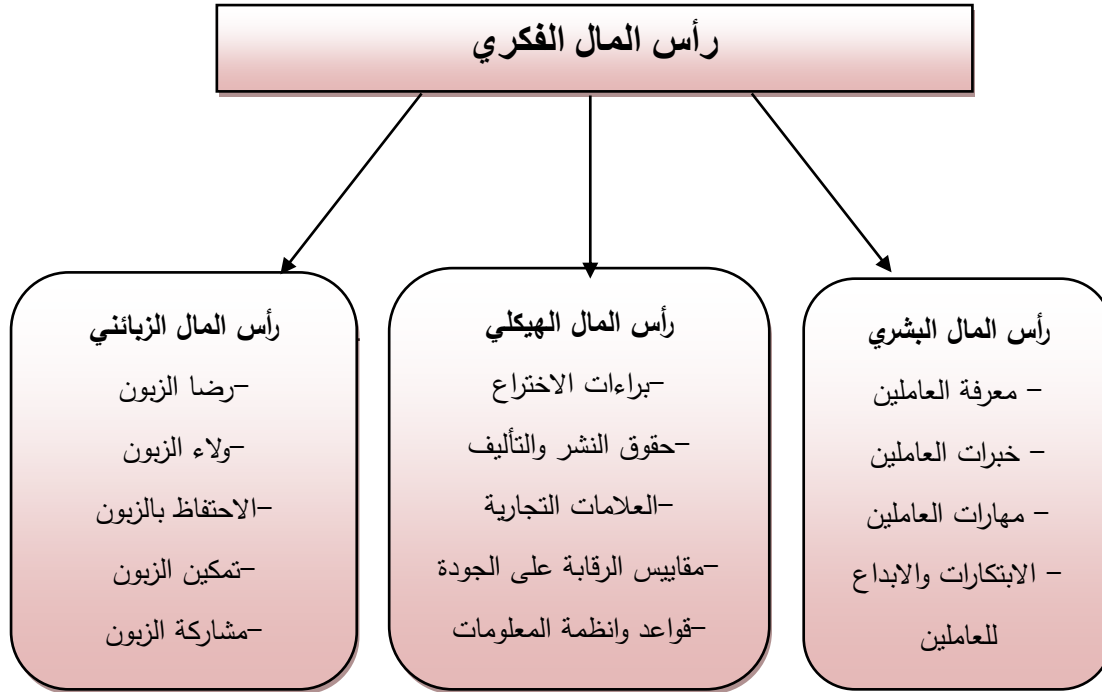 رأس المال الفكري
رأس المال البشري
– معرفة العاملين
– خبرات العاملين
– مهارات العاملين
– الابتكارات والابداع
للعاملين
رأس المال الهيكلي
–براءات الاختراع
–حقوق النشر والتأليف
–العلامات التجارية
–مقاييس الرقابة على الجودة
–قواعد وانظمة المعلومات
رأس المال الزبائني
–رضا الزبون
–ولاء الزبون
–الاحتفاظ بالزبون
–تمكين الزبون
–مشاركة الزبون